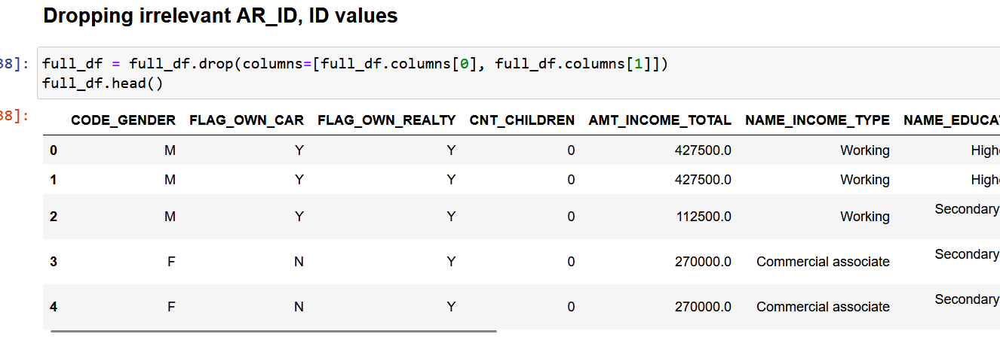 Dropping irrelevant AR_ID, ID values
38]: full_df = full_df.drop(columns=[full_df.columns[0], full_df.columns[1]])
full_df.head()
38]:
CODE_GENDER FLAG_OWN_CAR FLAG_OWN_REALTY CNT_CHILDREN AMT_INCOME_TOTAL NAME_INCOME_TYPE NAME_EDUCAT
0 M Y Y 0 427500.0 Working Highe
1 M Y Y 0 427500.0 Working Highe
2 M Y Y 0 112500.0 Working Secondary
3 F N Y 0 270000.0 Commercial associate Secondary
4 F N Y 0 270000.0 Commercial associate Secondary